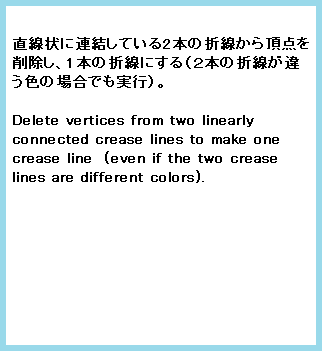 直線状に連結している2本の折線から頂点を
削除し、1本の折線にする（2本の折線が違
う色の場合でも実行）。
Delete vertices from two linearly
connected crease lines to make one
crease line (even if the two crease
lines are different colors).